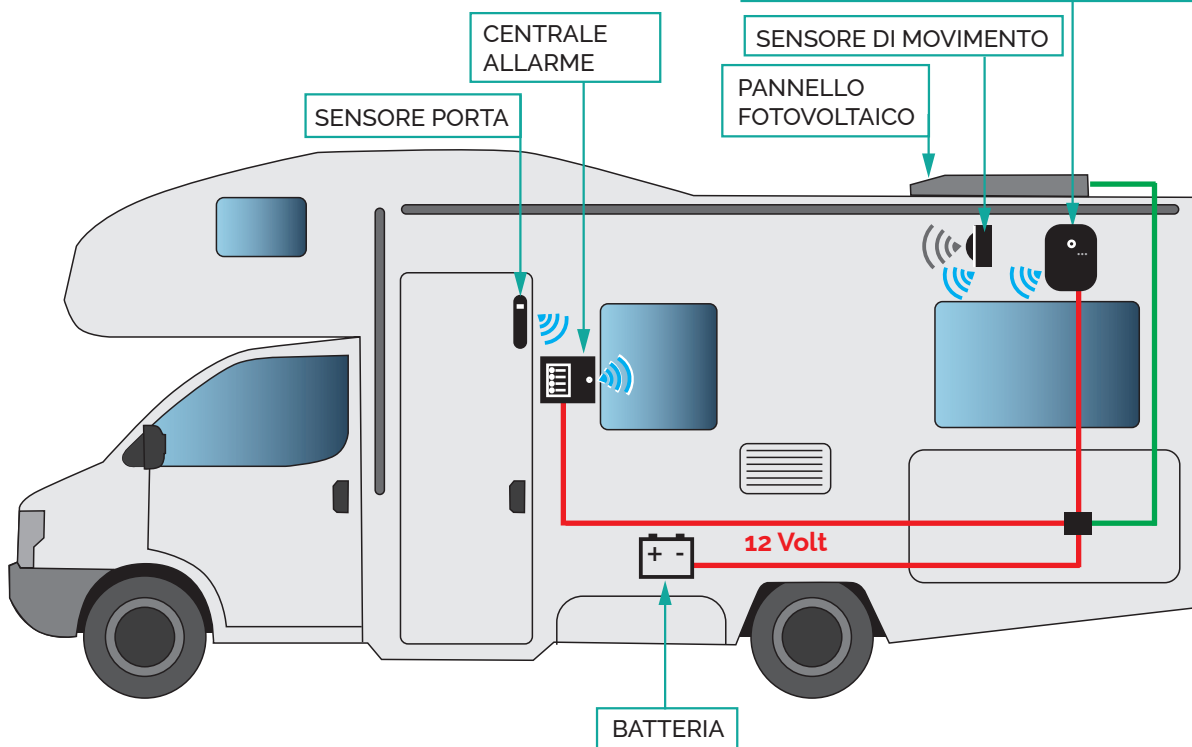 CENTRALE
ALLARME
SENSORE DI MOVIMENTO
PANNELLO
FOTOVOLTAICO
SENSORE PORTA
12 Volt
+ -
BATTERIA